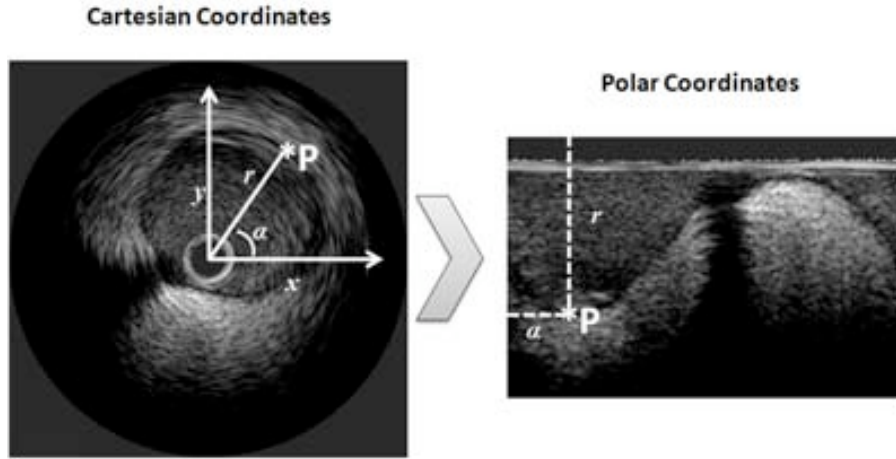 Cartesian Coordinates
P
r
y
α
x
Polar Coordinates
r
P
α